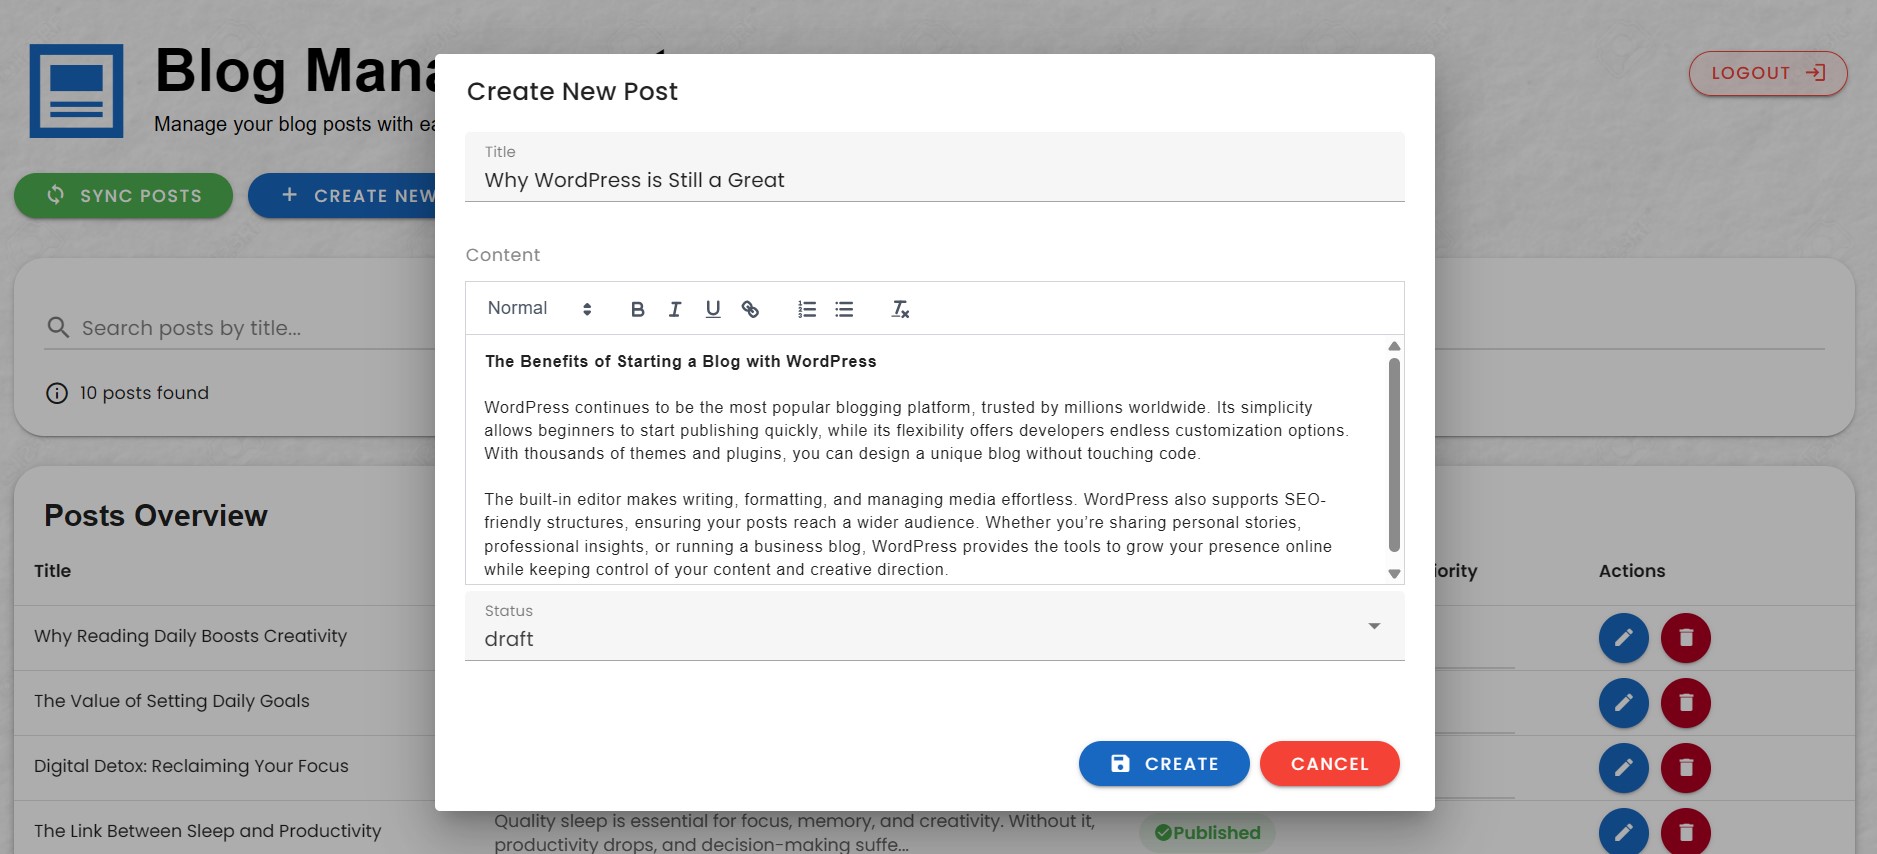 Blog Mana
Manage your blog posts with ea
LOGOUT
SYNC POSTS
+ CREATE NEW
Search posts by title...
10 posts found
Create New Post
Title
Why WordPress is Still a Great
Content
Normal
The Benefits of Starting a Blog with WordPress
WordPress continues to be the most popular blogging platform, trusted by millions worldwide. Its simplicity
allows beginners to start publishing quickly, while its flexibility offers developers endless customization options.
With thousands of themes and plugins, you can design a unique blog without touching code.
The built-in editor makes writing, formatting, and managing media effortless. WordPress also supports SEO-
friendly structures, ensuring your posts reach a wider audience. Whether you’re sharing personal stories,
professional insights, or running a business blog, WordPress provides the tools to grow your presence online
while keeping control of your content and creative direction.
Status
draft
CREATE
CANCEL
Posts Overview
Title
iority
Actions
Why Reading Daily Boosts Creativity
The Value of Setting Daily Goals
Digital Detox: Reclaiming Your Focus
The Link Between Sleep and Productivity
Quality sleep is essential for focus, memory, and creativity. Without it,
productivity drops, and decision-making suffe...
Published